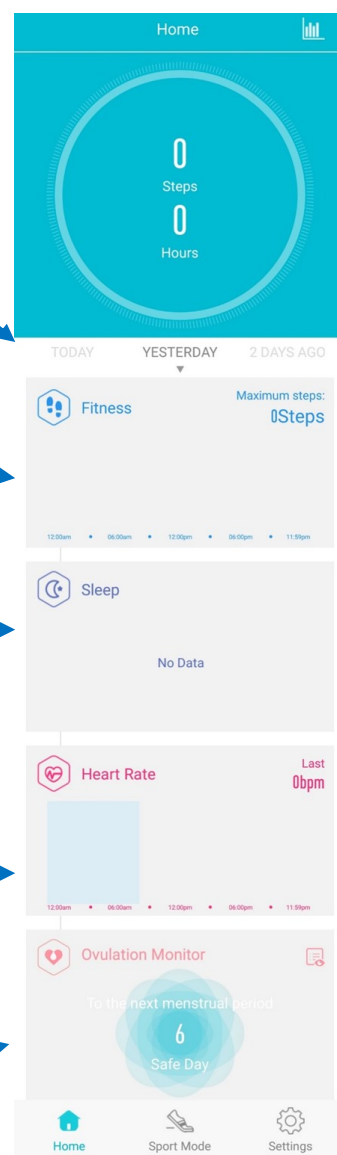 Home
0
Steps
0
Hours
TODAY YESTERDAY 2 DAYS AGO
Fitness
Maximum steps:
0Steps
12:00am • 06:00am • 12:00pm • 06:00pm • 11:59pm
Sleep
No Data
Heart Rate
Last
0bpm
12:00am • 06:00am • 12:00pm • 06:00pm • 11:59pm
Ovulation Monitor
To the next menstrual period
6
Safe Day
Home Sport Mode Settings